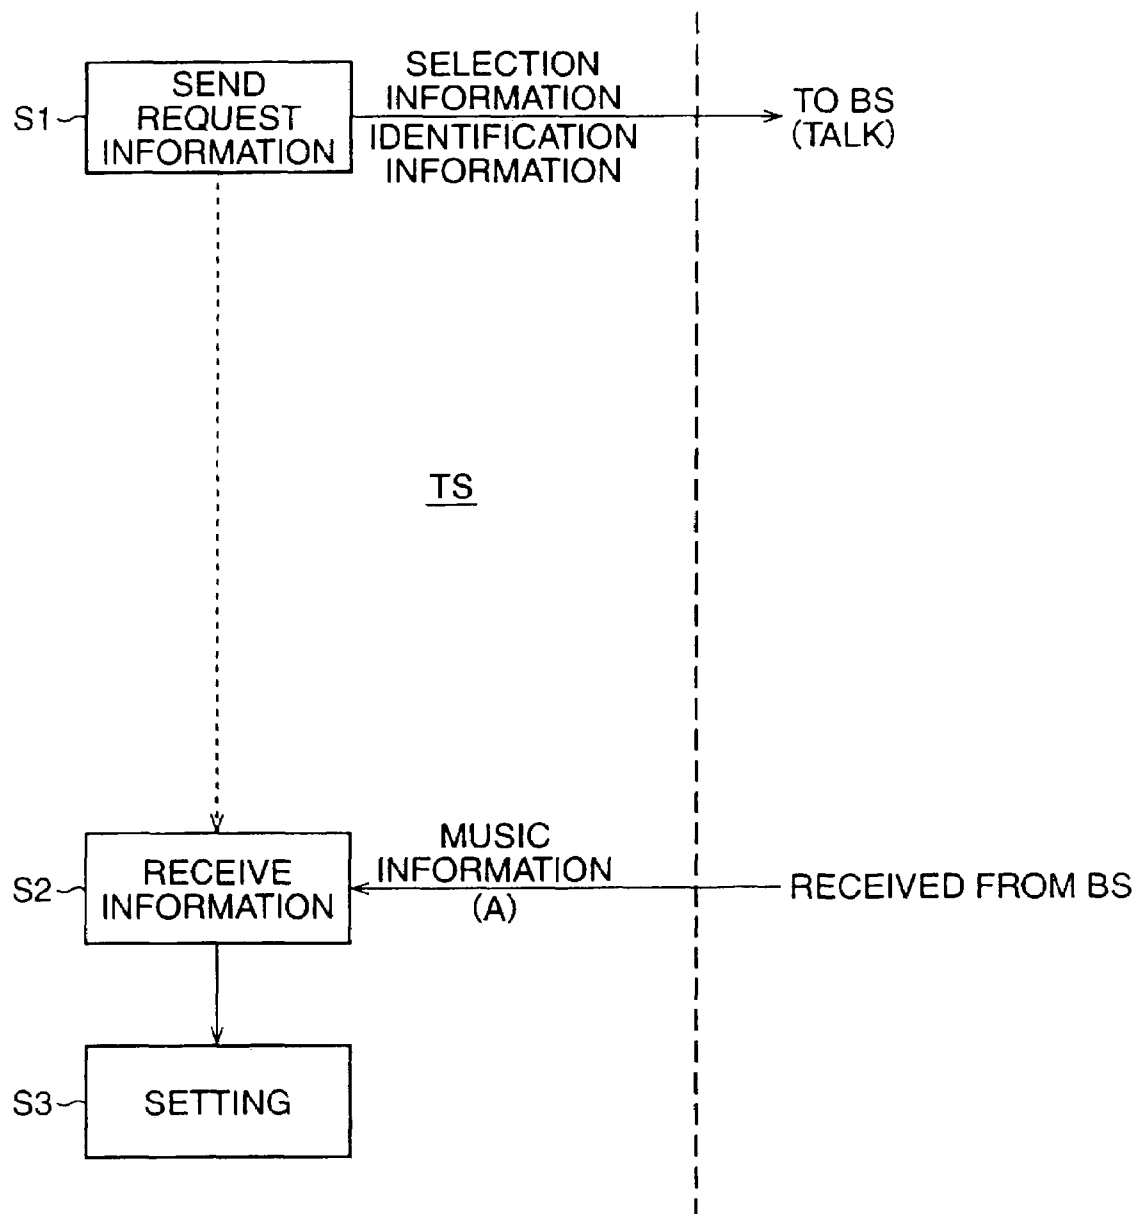 S1
SEND
REQUEST
INFORMATION
SELECTION
INFORMATION
IDENTIFICATION
INFORMATION
TO BS
(TALK)
TS
S2
RECEIVE
INFORMATION
MUSIC
INFORMATION
(A)
RECEIVED FROM BS
S3
SETTING